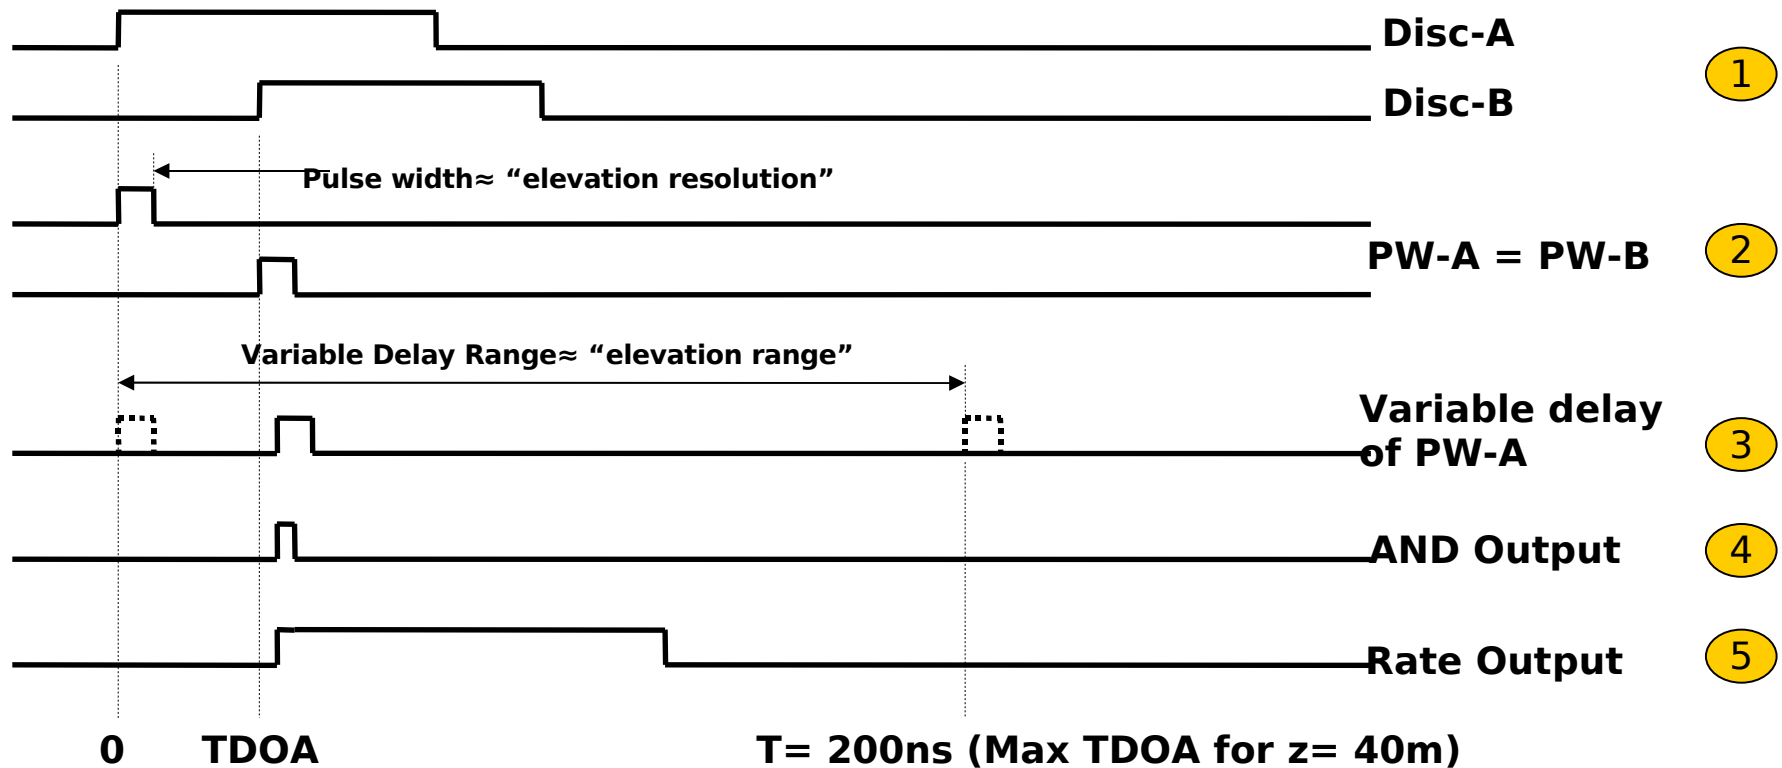 Disc-A
1
Disc-B
Pulse width≈ “elevation resolution”
PW-A = PW-B
2
Variable Delay Range≈ “elevation range”
Variable delay
of PW-A
3
AND Output
4
Rate Output
5
0
TDOA
T= 200ns (Max TDOA for z= 40m)